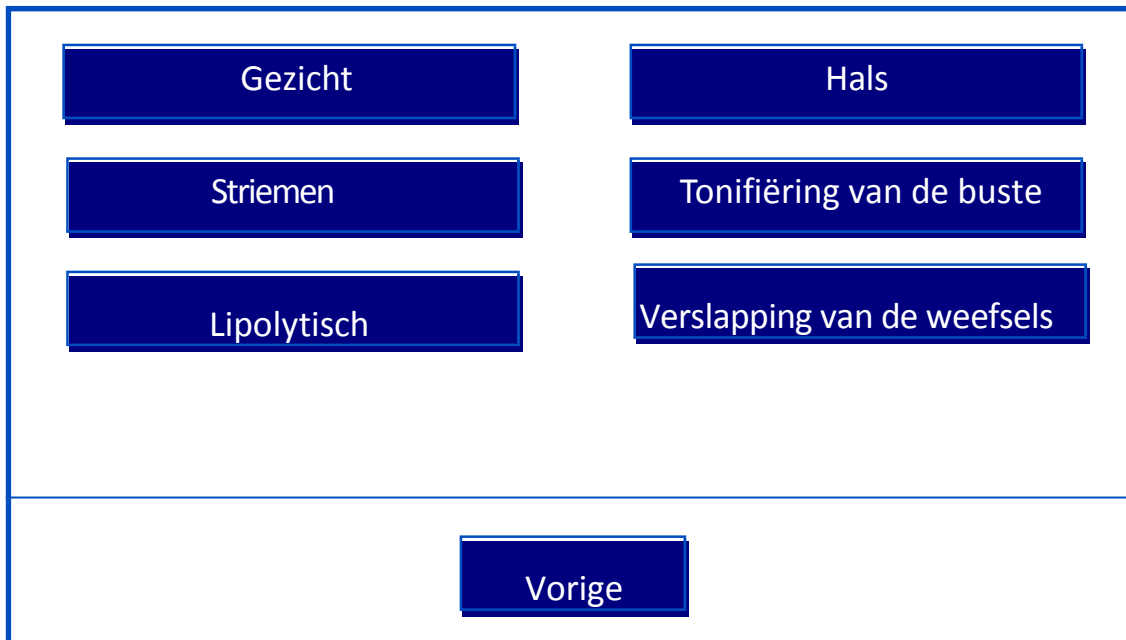 Gezicht
Hals
Striemen
Tonifiëring van de buste
Lipolytisch
Verslapping van de weefsels
Vorige